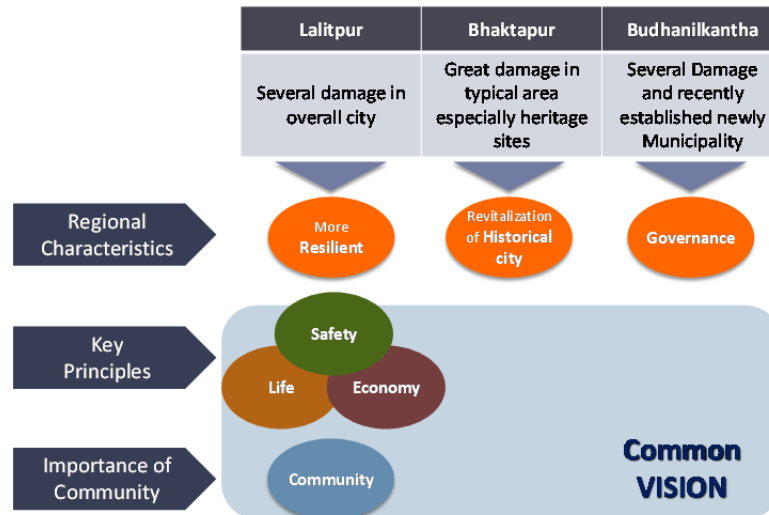 Lalitpur
Bhaktapur
Budhanilkantha
Several damage in
overall city
Great damage in
typical area
especially heritage
sites
Several Damage
and recently
established newly
Municipality
Regional
Characteristics
More
Resilient
Revitalization
of Historical
city
Governance
Key
Principles
Safety
Life
Economy
Importance of
Community
Community
Common
VISION